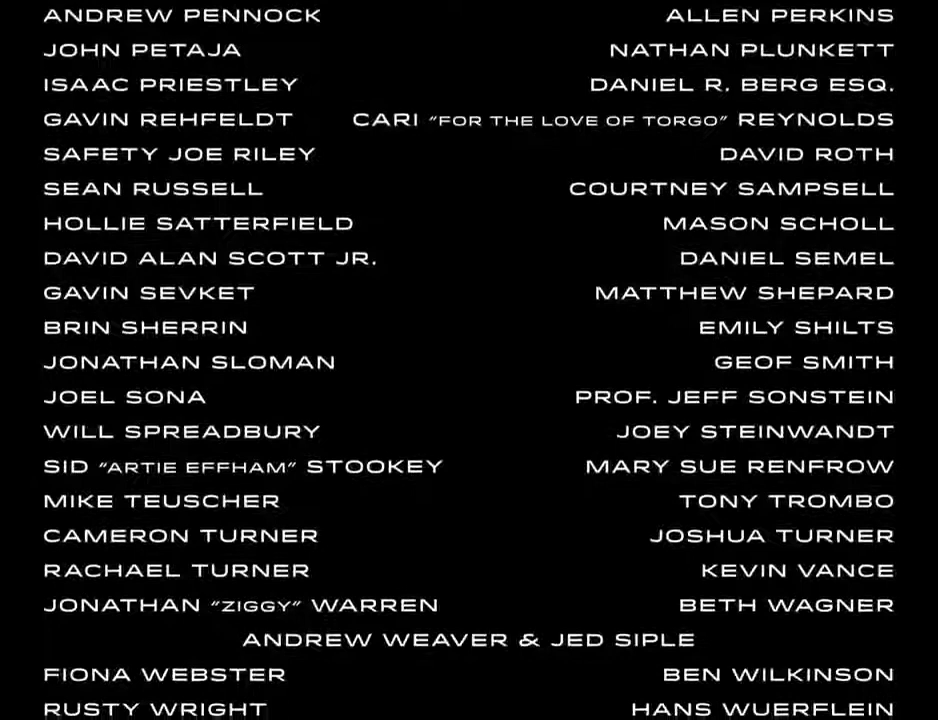 ANDREW PENNOCK ALLEN PERKINS
JOHN PETAJA NATHAN PLUNKETT
ISAAC PRIESTLEY DANIEL R. BERG ESQ.
GAVIN REHFELDT CARI "FOR THE LOVE OF TORGO" REYNOLDS
SAFETY JOE RILEY DAVID ROTH
SEAN RUSSELL COURTNEY SAMPSELL
HOLLIE SATTERFIELD MASON SCHOLL
DAVID ALAN SCOTT JR. DANIEL SEMEL
GAVIN SEVKET MATTHEW SHEPARD
BRIN SHERRIN EMILY SHILTS
JONATHAN SLOMAN GEOF SMITH
JOEL SONA PROF. JEFF SONSTEIN
WILL SPREADBURY JOEY STEINWANDT
SID "ARTIE EFFHAM" STOOKEY MARY SUE RENFROW
MIKE TEUSCHER TONY TROMBO
CAMERON TURNER JOSHUA TURNER
RACHAEL TURNER KEVIN VANCE
JONATHAN "ZIGGY" WARREN BETH WAGNER
ANDREW WEAVER & JED SIPLE
FIONA WEBSTER BEN WILKINSON
RUSTY WRIGHT HANS WUERFLEIN